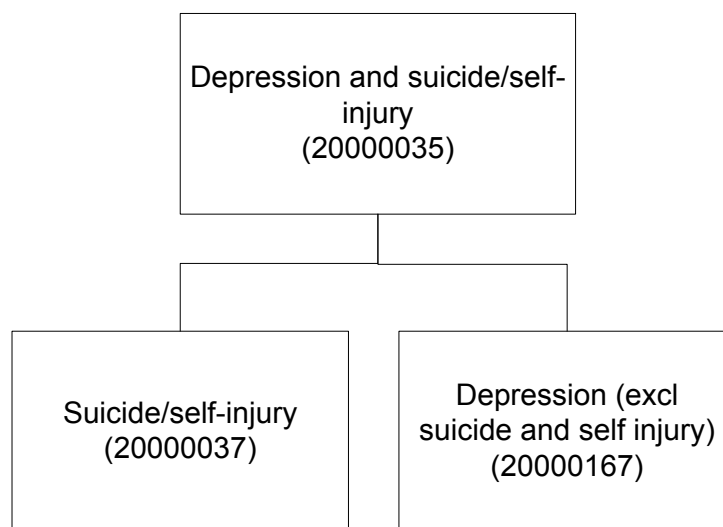 Depression and suicide/self-
injury
(20000035)
Suicide/self-injury
(20000037)
Depression (excl
suicide and self injury)
(20000167)